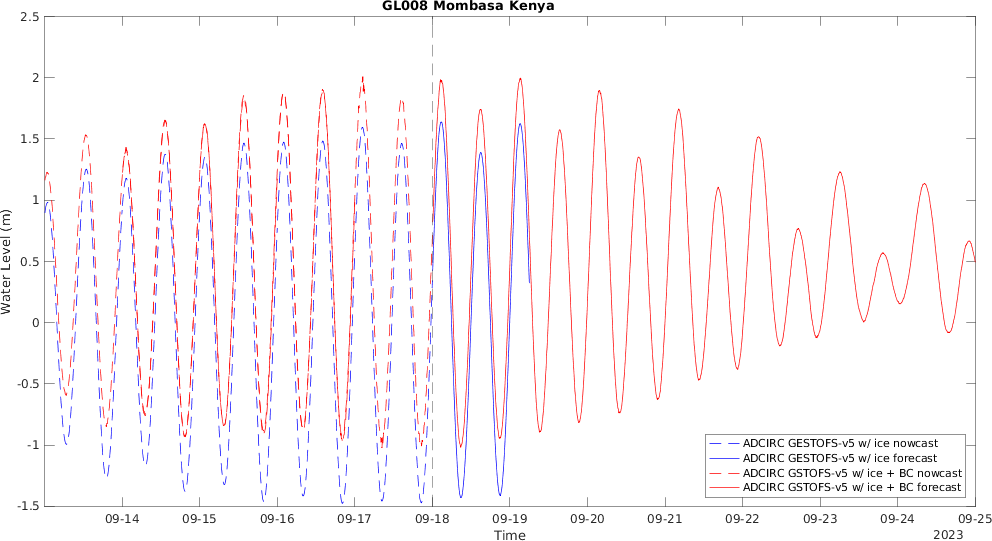 GL008 Mombasa Kenya
Water Level (m)
2.5
2
1.5
1
0.5
0
-0.5
-1
-1.5
ADCIRC GESTOFS-v5 w/ ice nowcast
ADCIRC GESTOFS-v5 w/ ice forecast
ADCIRC GSTOFS-v5 w/ ice + BC nowcast
ADCIRC GSTOFS-v5 w/ ice + BC forecast
09-14 09-15 09-16 09-17 09-18 09-19 09-20 09-21 09-22 09-23 09-24 09-25
Time
2023